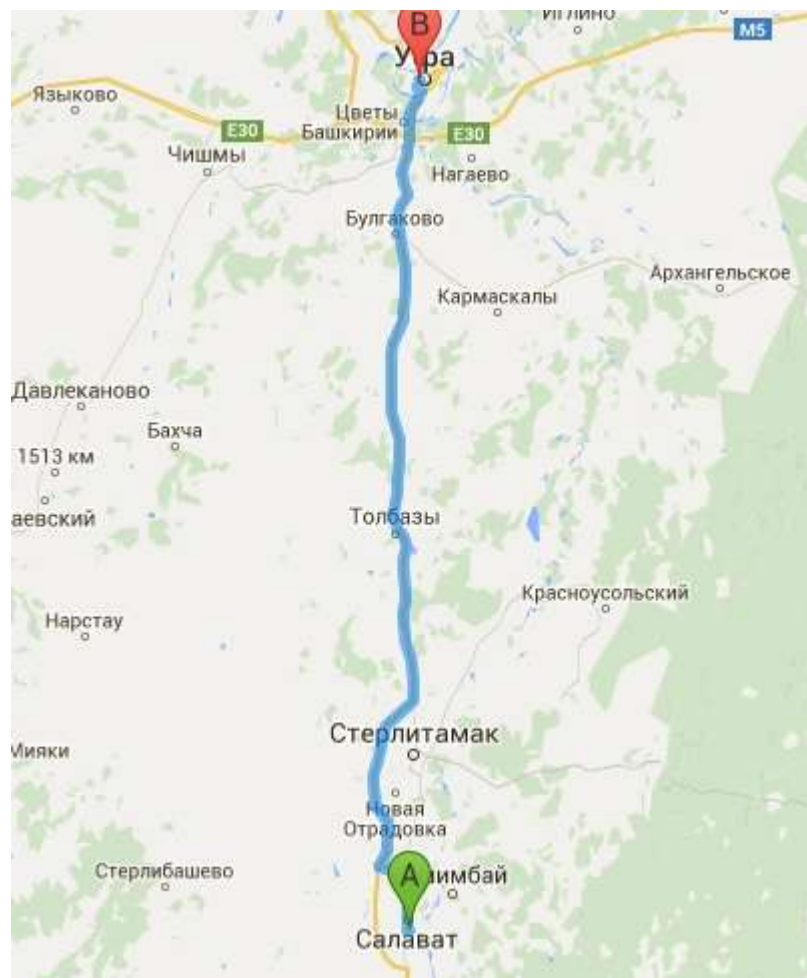 Иглино
M5
Языково
Цветы
Башкирии
E30
E30
Чишмы
Нагаево
Булгаково
Архангельское
Кармаскалы
Давлеканово
Бахча
1513 км
аевский
Толбазы
Красноусольский
Нарстау
Стерлитамак
Мияки
Новая
Отрадовка
Стерлибашево
A
имбай
Салават
B
Уфа